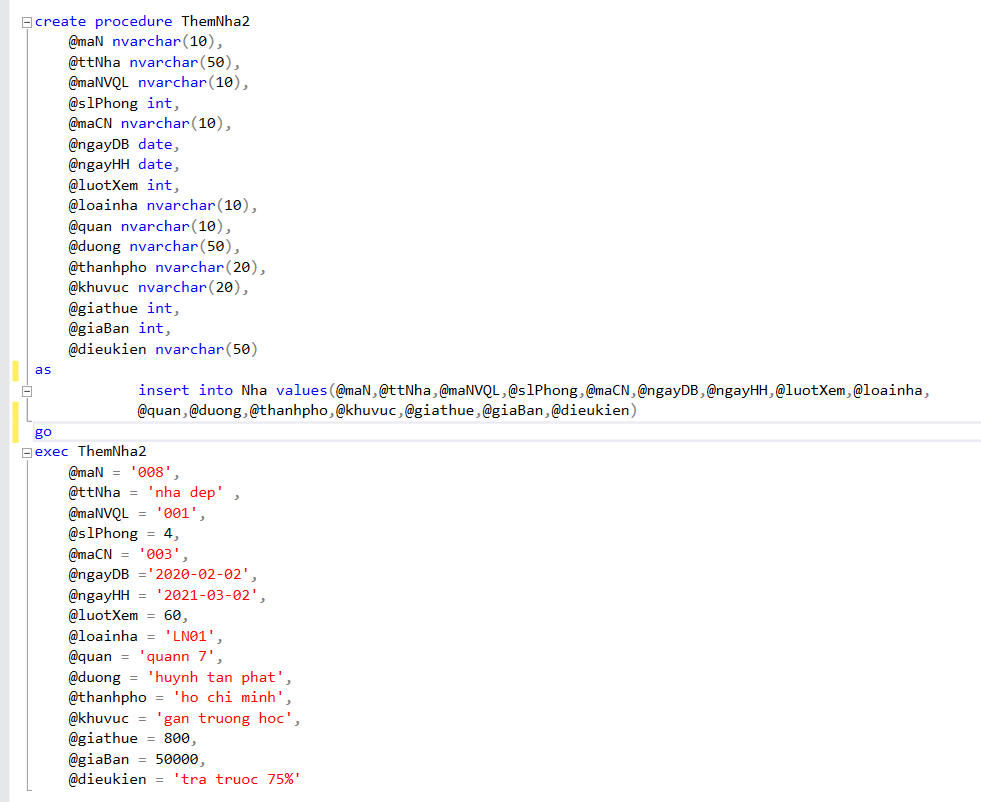 create procedure ThemNha2
@maN nvarchar(10),
@ttNha nvarchar(50),
@maNVQL nvarchar(10),
@slPhong int,
@maCN nvarchar(10),
@ngayDB date,
@ngayHH date,
@luotXem int,
@loainha nvarchar(10),
@quan nvarchar(10),
@duong nvarchar(50),
@thanhpho nvarchar(20),
@khuvuc nvarchar(20),
@giathue int,
@giaBan int,
@dieukien nvarchar(50)
as
insert into Nha values(@maN,@ttNha,@maNVQL,@slPhong,@maCN,@ngayDB,@ngayHH,@luotXem,@loainha,
@quan,@duong,@thanhpho,@khuvuc,@giathue,@giaBan,@dieukien)
go
exec ThemNha2
@maN = '008',
@ttNha = 'nha dep' ,
@maNVQL = '001',
@slPhong = 4,
@maCN = '003',
@ngayDB ='2020-02-02',
@ngayHH = '2021-03-02',
@luotXem = 60,
@loainha = 'LN01',
@quan = 'quann 7',
@duong = 'huynh tan phat',
@thanhpho = 'ho chi minh',
@khuvuc = 'gan truong hoc',
@giathue = 800,
@giaBan = 50000,
@dieukien = 'tra truoc 75%'